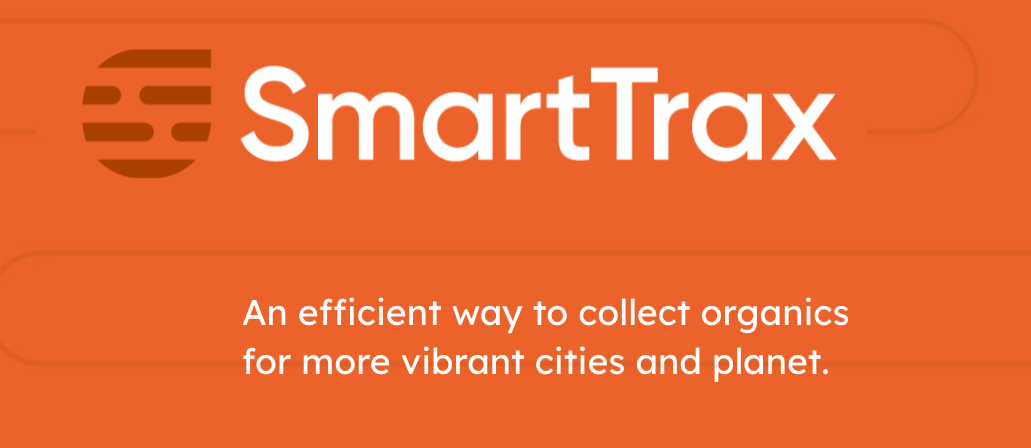 SmartTrax
An efficient way to collect organics
for more vibrant cities and planet.